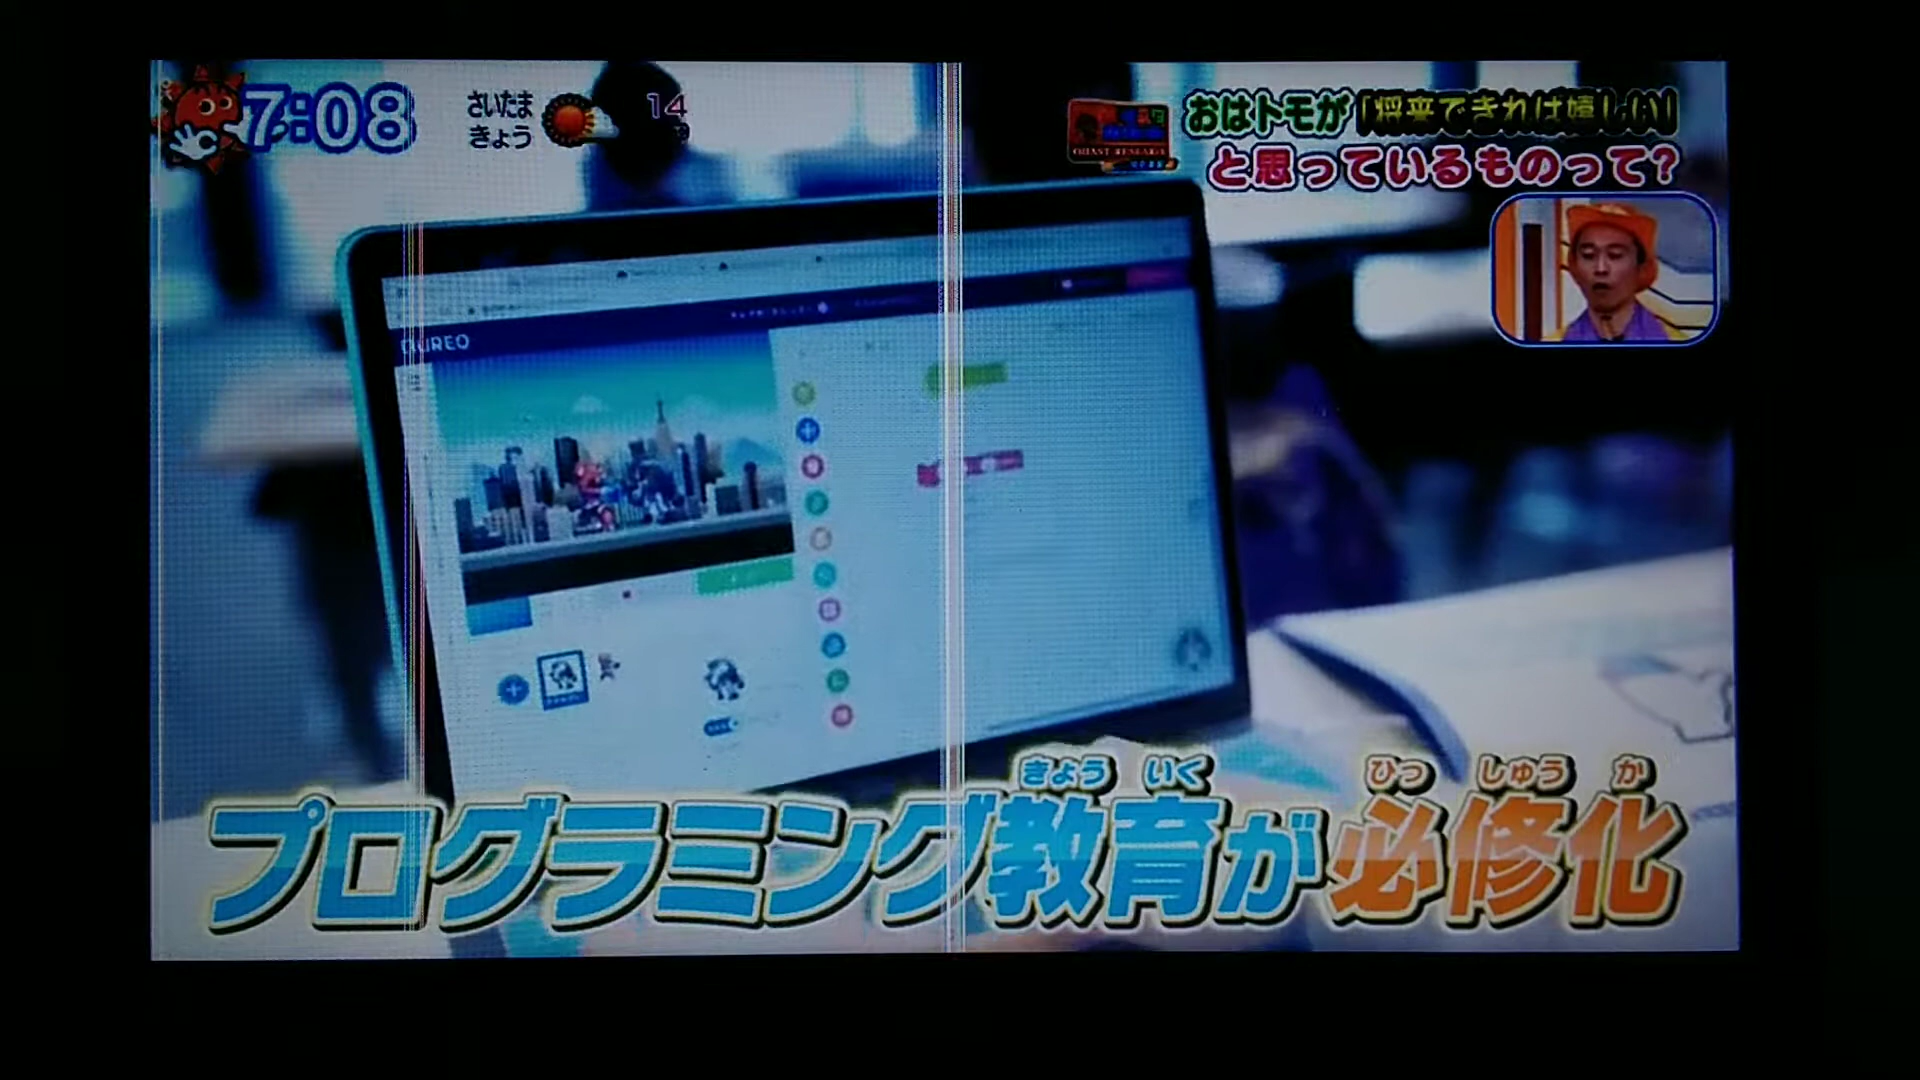 7:08
さいたま
きょう
14
おはトモが「将来できれば嬉しい」
と思っているものって?
きょういく ひっしゅうか
プログラミング教育が必修化